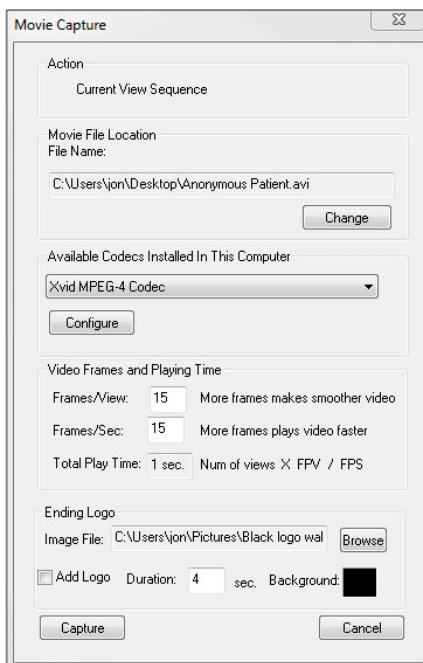 Movie Capture
Action
Current View Sequence
Movie File Location
File Name:
C:\Users\jon\Desktop\Anonymous Patient.avi
Change
Available Codecs Installed In This Computer
Xvid MPEG-4 Codec
Configure
Video Frames and Playing Time
Frames/View: 15 More frames makes smoother video
Frames/Sec: 15 More frames plays video faster
Total Play Time: 1 sec. Num of views X FPV / FPS
Ending Logo
Image File: C:\Users\jon\Pictures\Black logo wal Browse
Add Logo Duration: 4 sec. Background:
Capture Cancel